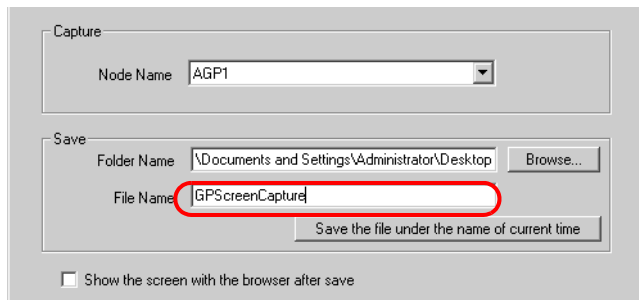 Capture
Node Name AGP1
Save
Folder Name \Documents and Settings\Administrator\Desktop Browse...
File Name GPScreenCapture
Save the file under the name of current time
Show the screen with the browser after save